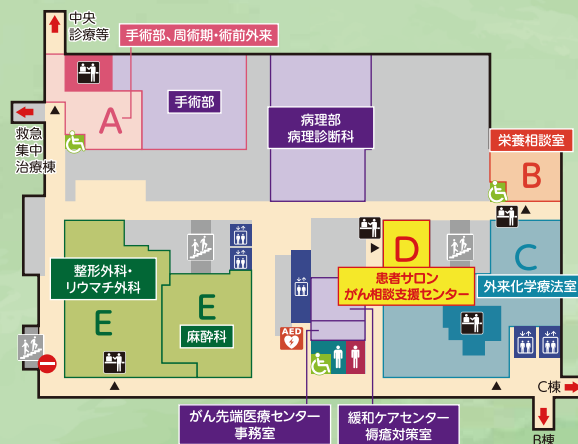 中央
診療等
手術部、周術期・術前外来
手術部
A
病理部
病理診断科
救急
集中
治療棟
栄養相談室
B
整形外科・
リウマチ外科
E
E
麻酔科
D
患者サロン
がん相談支援センター
C
外来化学療法室
AED
がん先端医療センター
事務室
緩和ケアセンター
褥瘡対策室
C棟
B棟